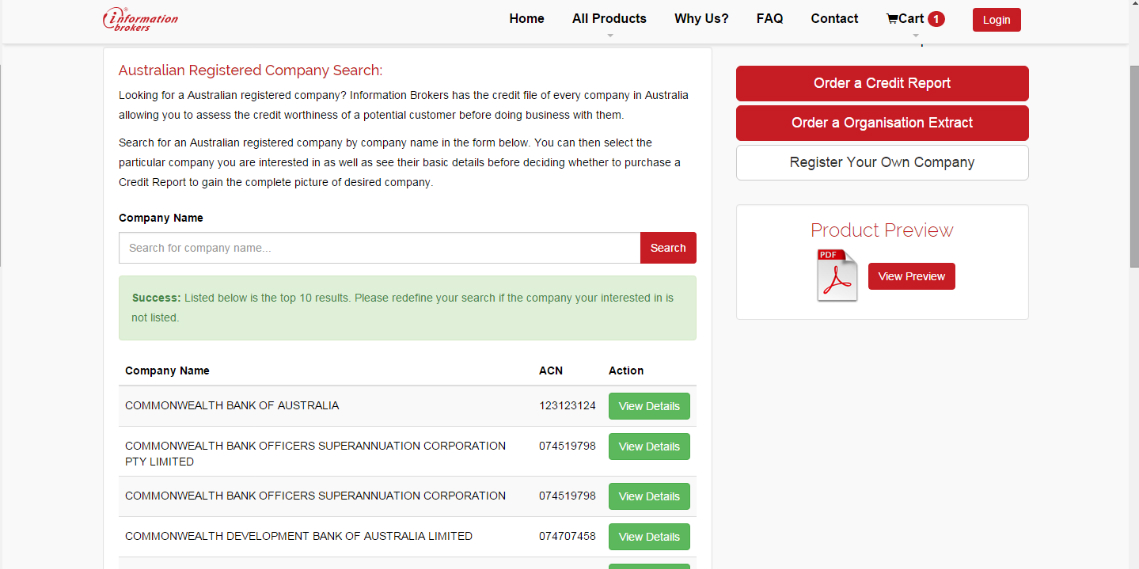 information
brokers
Home All Products Why Us? FAQ Contact Cart 1 Login
Australian Registered Company Search:
Looking for a Australian registered company? Information Brokers has the credit file of every company in Australia
allowing you to assess the credit worthiness of a potential customer before doing business with them.
Search for an Australian registered company by company name in the form below. You can then select the
particular company you are interested in as well as see their basic details before deciding whether to purchase a
Credit Report to gain the complete picture of desired company.
Company Name
Search for company name... Search
Success: Listed below is the top 10 results. Please redefine your search if the company your interested in is
not listed.
Company Name ACN Action
COMMONWEALTH BANK OF AUSTRALIA 123123124 View Details
COMMONWEALTH BANK OFFICERS SUPERANNUATION CORPORATION
PTY LIMITED 074519798 View Details
COMMONWEALTH BANK OFFICERS SUPERANNUATION CORPORATION 074519798 View Details
COMMONWEALTH DEVELOPMENT BANK OF AUSTRALIA LIMITED 074707458 View Details
Order a Credit Report
Order a Organisation Extract
Register Your Own Company
Product Preview
PDF
View Preview